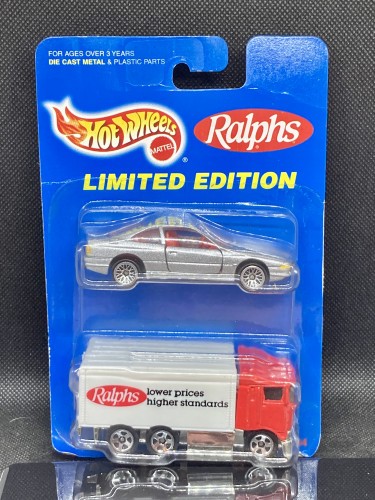 FOR AGES OVER 3 YEARS
DIE CAST METAL & PLASTIC PARTS
Hot Wheels
MATTEL
®
Ralphs®
LIMITED EDITION
Ralphs
lower prices
higher standards